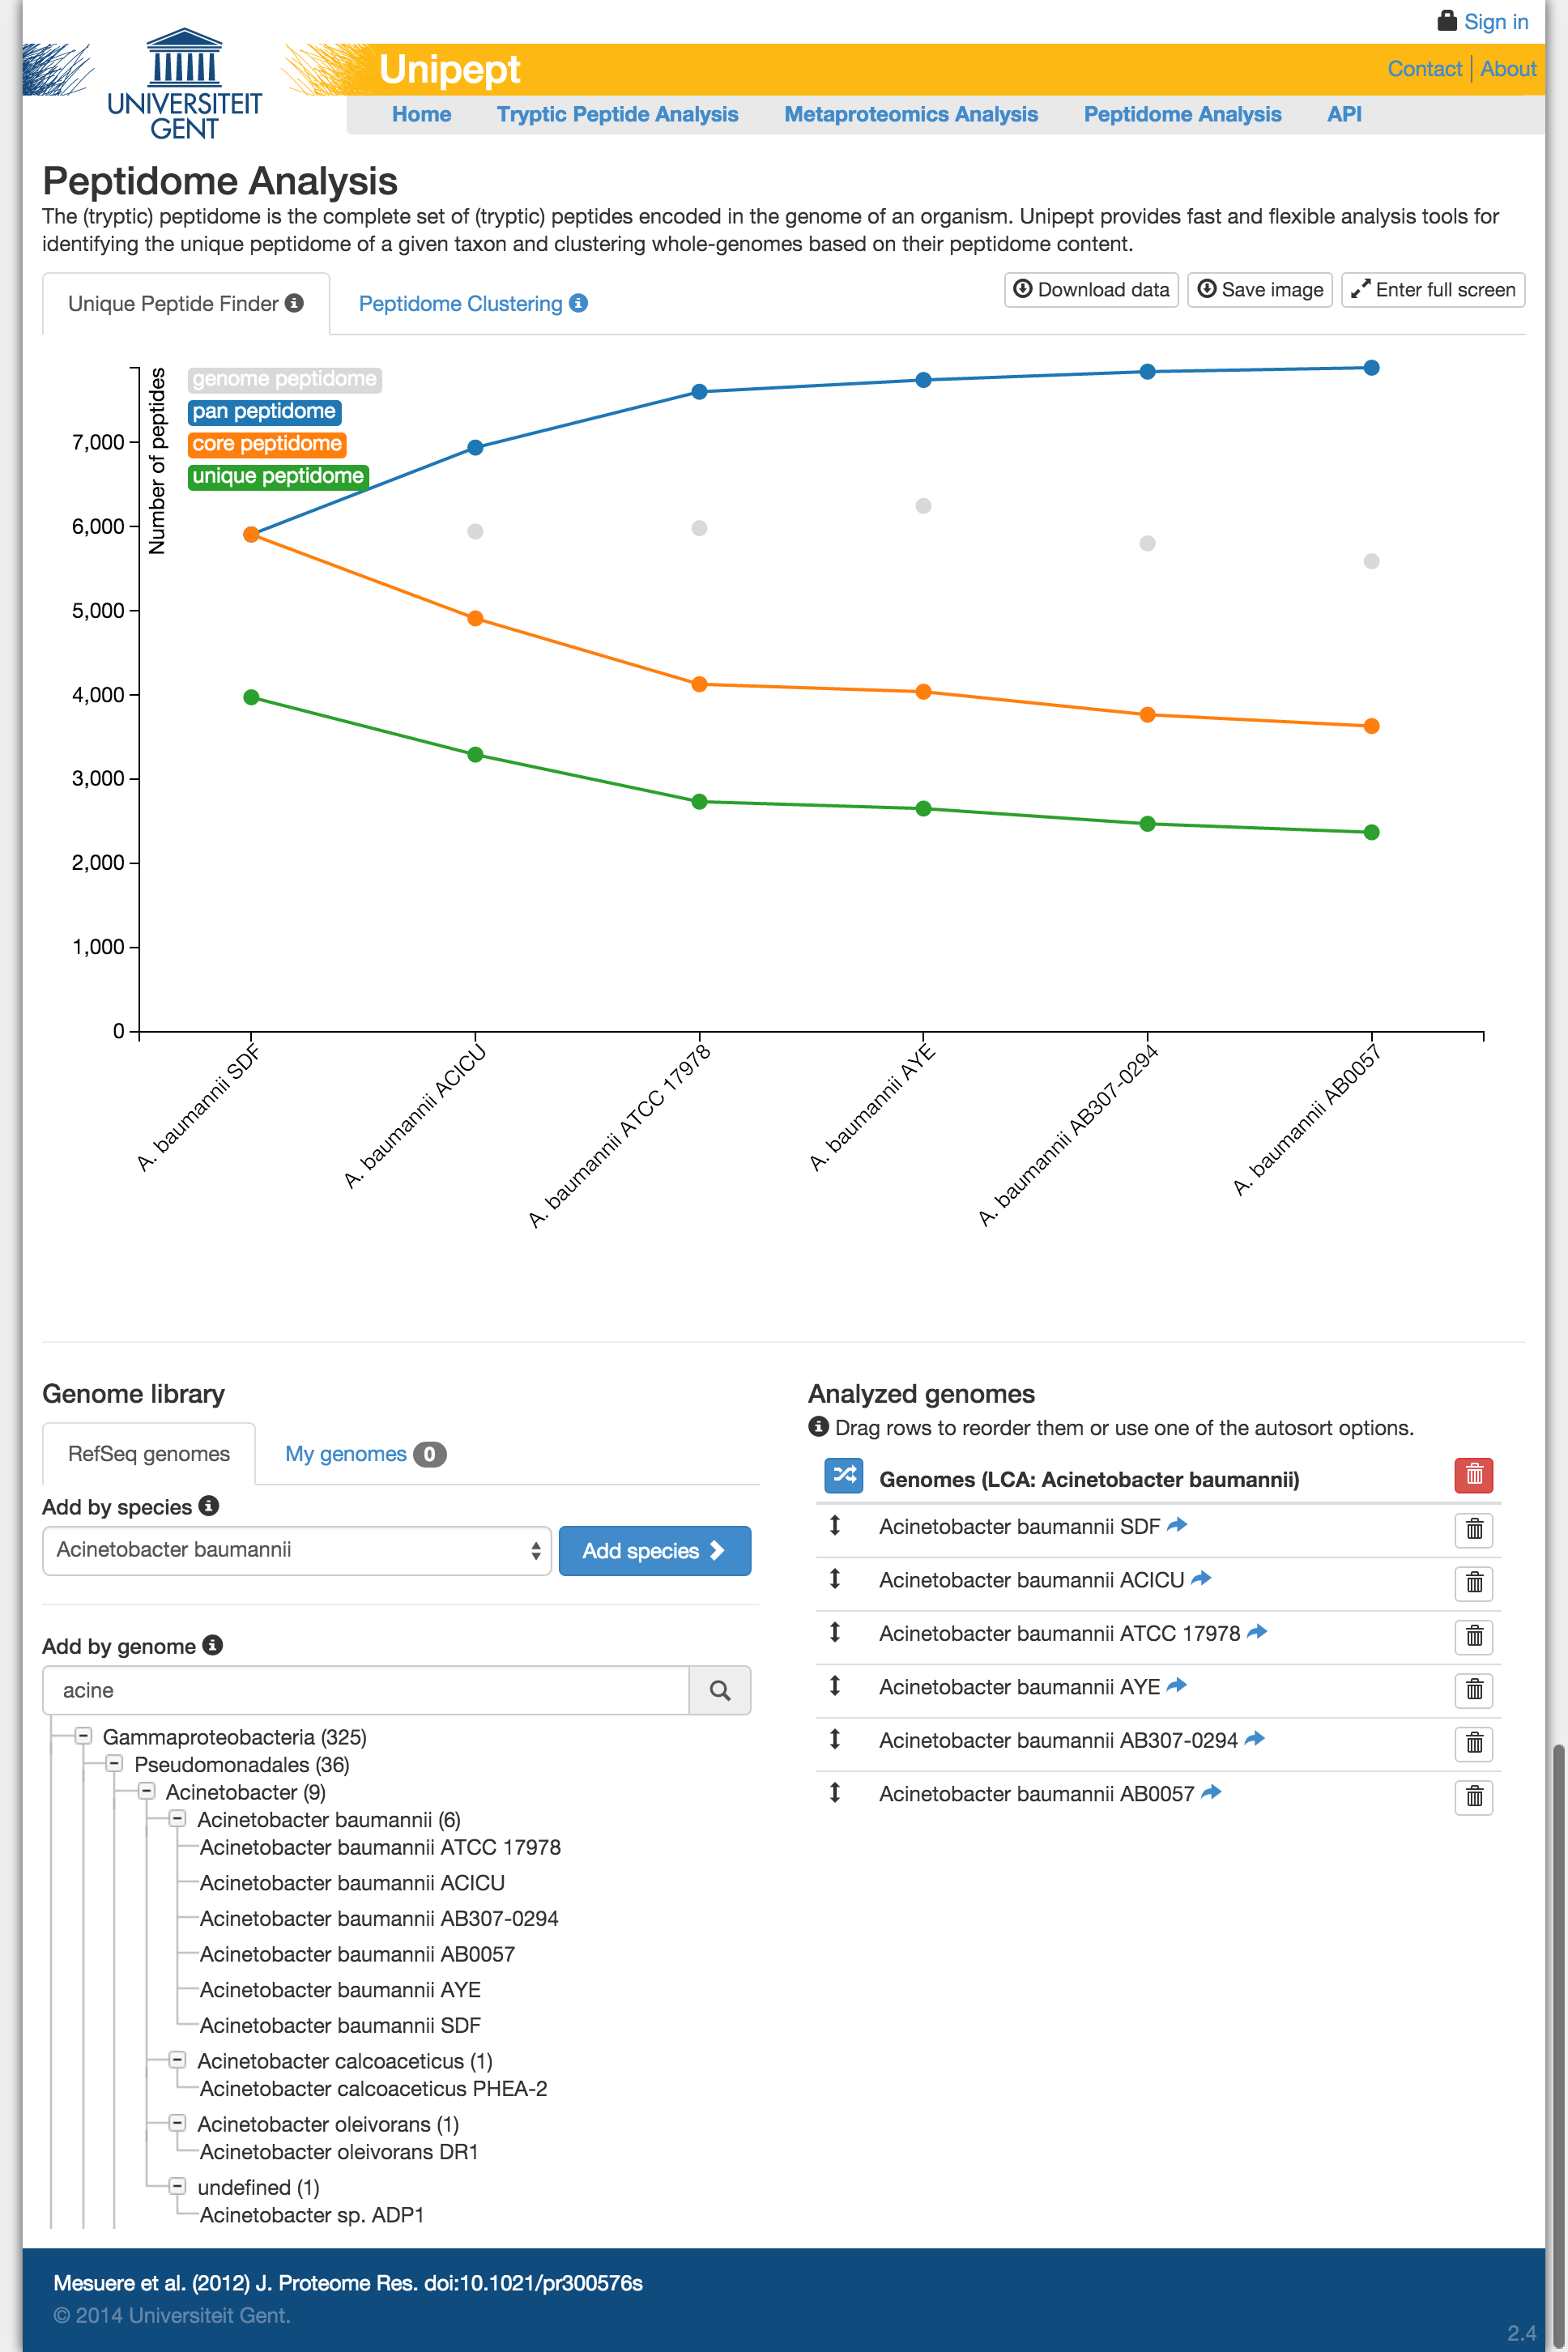 Sign in
UNIVERSITEIT
GENT
Unipept
Contact | About
Home Tryptic Peptide Analysis Metaproteomics Analysis Peptidome Analysis API
Peptidome Analysis
The (tryptic) peptidome is the complete set of (tryptic) peptides encoded in the genome of an organism. Unipept provides fast and flexible analysis tools for
identifying the unique peptidome of a given taxon and clustering whole-genomes based on their peptidome content.
Unique Peptide Finder Peptidome Clustering Download data Save image Enter full screen
Number of peptides
genome peptidome
pan peptidome
core peptidome
unique peptidome
7,000
6,000
5,000
4,000
3,000
2,000
1,000
0
A. baumannii SDF
A. baumannii ACICU
A. baumannii ATCC 17978
A. baumannii AYE
A. baumannii AB307-0294
A. baumannii AB0057
Genome library
RefSeq genomes My genomes 0
Add by species
Acinetobacter baumannii Add species
Add by genome
acine
Gammaproteobacteria (325)
Pseudomonadales (36)
Acinetobacter (9)
Acinetobacter baumannii (6)
Acinetobacter baumannii ATCC 17978
Acinetobacter baumannii ACICU
Acinetobacter baumannii AB307-0294
Acinetobacter baumannii AB0057
Acinetobacter baumannii AYE
Acinetobacter baumannii SDF
Acinetobacter calcoaceticus (1)
Acinetobacter calcoaceticus PHEA-2
Acinetobacter oleivorans (1)
Acinetobacter oleivorans DR1
undefined (1)
Acinetobacter sp. ADP1
Analyzed genomes
Drag rows to reorder them or use one of the autosort options.
Genomes (LCA: Acinetobacter baumannii)
Acinetobacter baumannii SDF
Acinetobacter baumannii ACICU
Acinetobacter baumannii ATCC 17978
Acinetobacter baumannii AYE
Acinetobacter baumannii AB307-0294
Acinetobacter baumannii AB0057
Mesuere et al. (2012) J. Proteome Res. doi:10.1021/pr300576s
© 2014 Universiteit Gent.
2.4